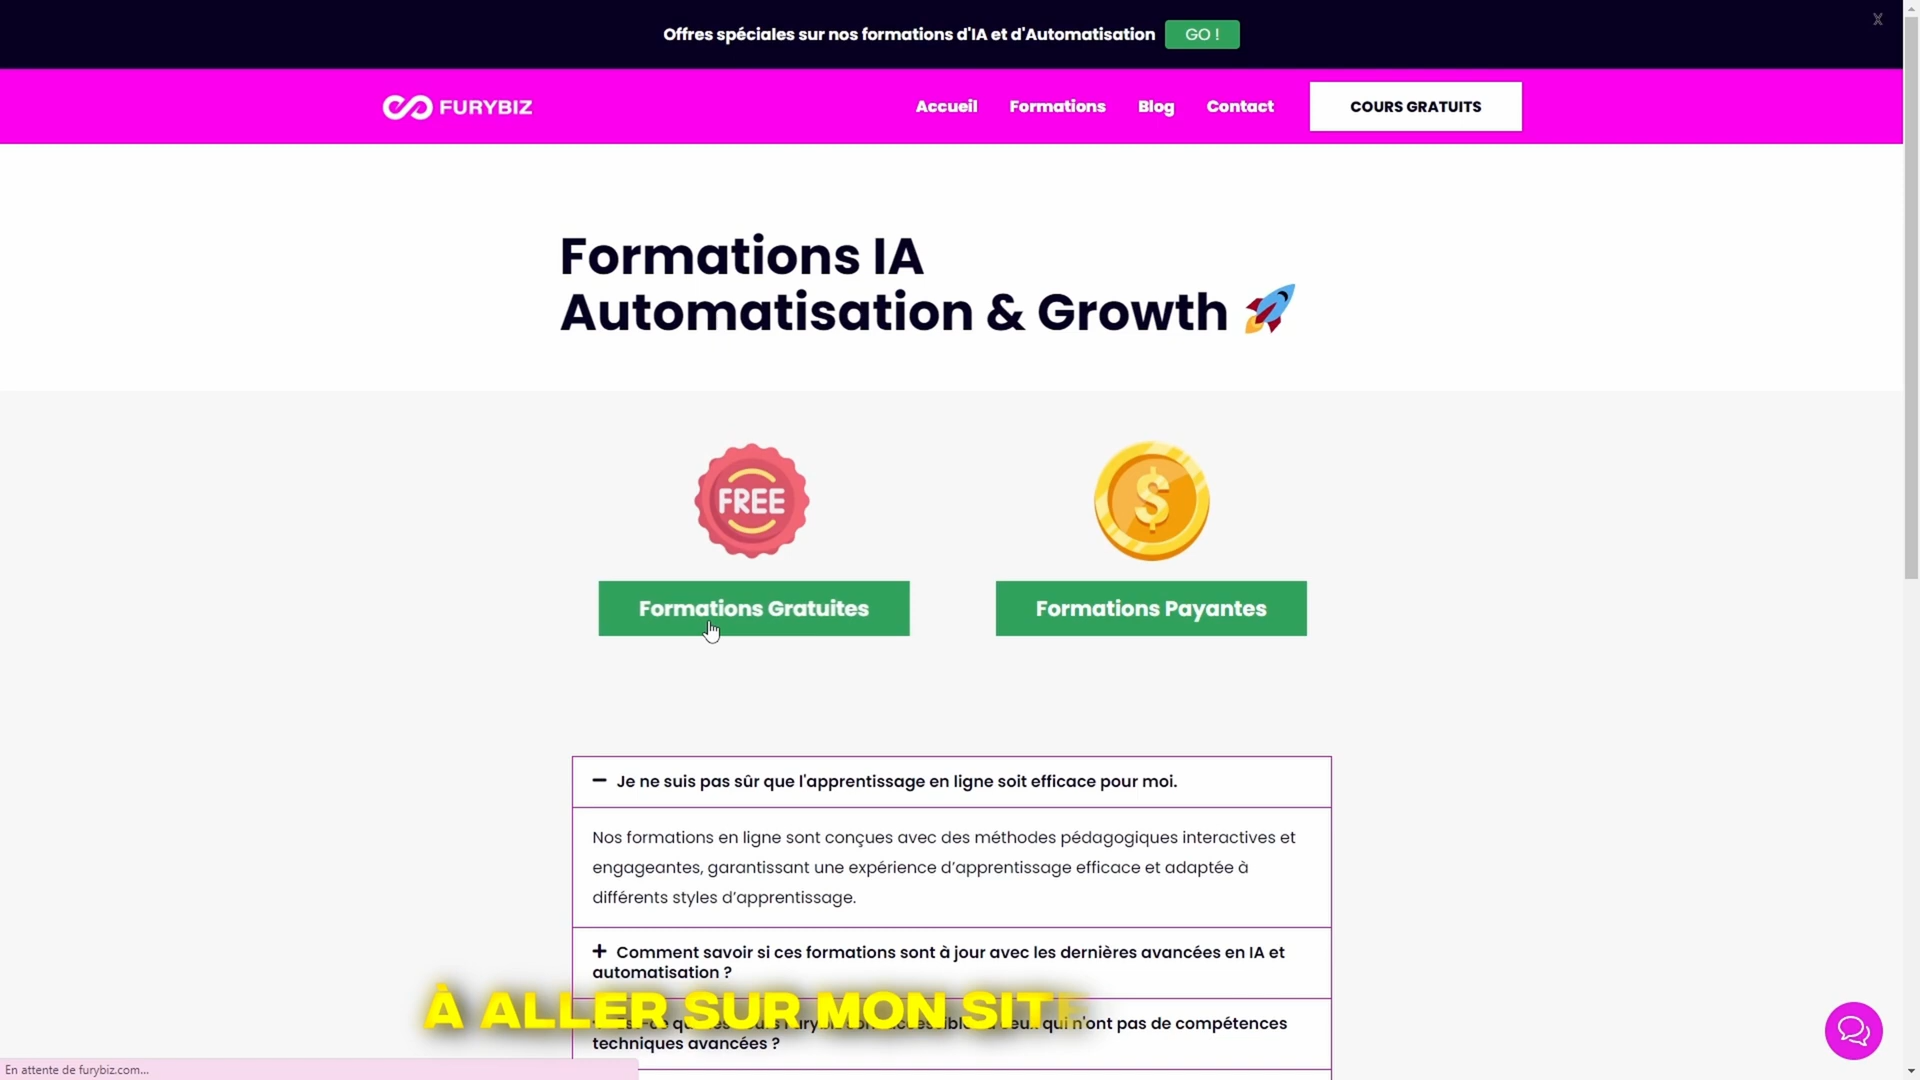 Offres spéciales sur nos formations d'IA et d'Automatisation GO !
X
FURYBIZ
Accueil Formations Blog Contact COURS GRATUITS
Formations IA
Automatisation & Growth
FREE
$
Formations Gratuites Formations Payantes
Je ne suis pas sûr que l'apprentissage en ligne soit efficace pour moi.
Nos formations en ligne sont conçues avec des méthodes pédagogiques interactives et
engageantes, garantissant une expérience d'apprentissage efficace et adaptée à
différents styles d'apprentissage.
Comment savoir si ces formations sont à jour avec les dernières avancées en IA et
automatisation ?
À ALLER SUR MON SITE
qui n'ont pas de compétences
techniques avancées ?
En attente de furybiz.com...